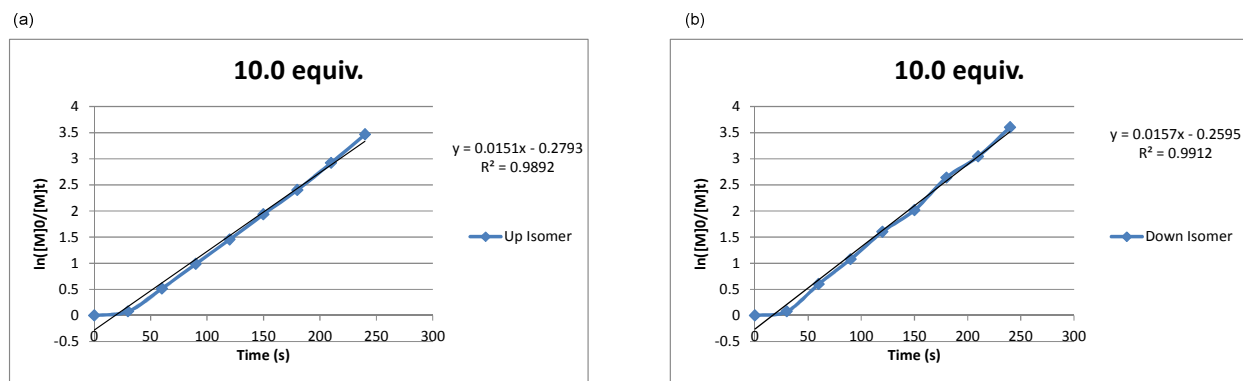 (a)
10.0 equiv.
ln([M]0/[M]t)
4
3.5
3
2.5
2
1.5
1
0.5
0
-0.5
0 50 100 150 200 250 300
Time (s)
y = 0.0151x - 0.2793
R² = 0.9892
Up Isomer
(b)
10.0 equiv.
ln([M]0/[M]t)
4
3.5
3
2.5
2
1.5
1
0.5
0
-0.5
0 50 100 150 200 250 300
Time (s)
y = 0.0157x - 0.2595
R² = 0.9912
Down Isomer